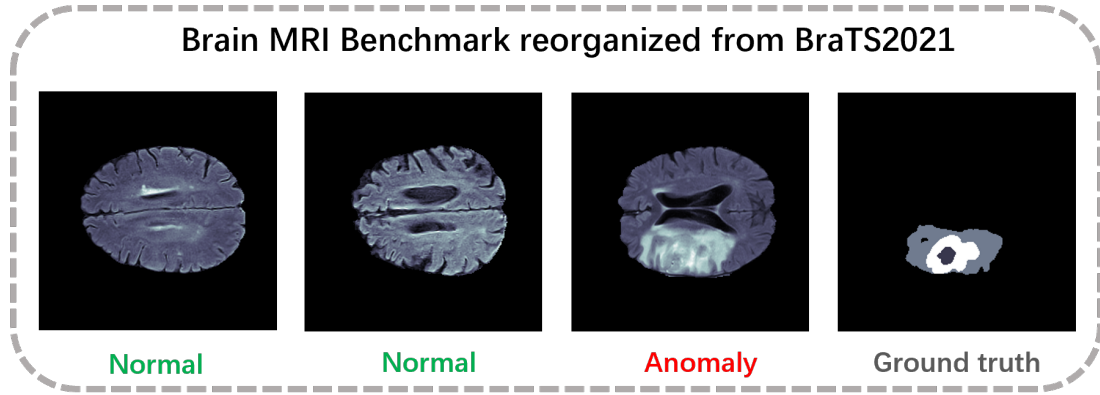 Brain MRI Benchmark reorganized from BraTS2021
Normal
Normal
Anomaly
Ground truth